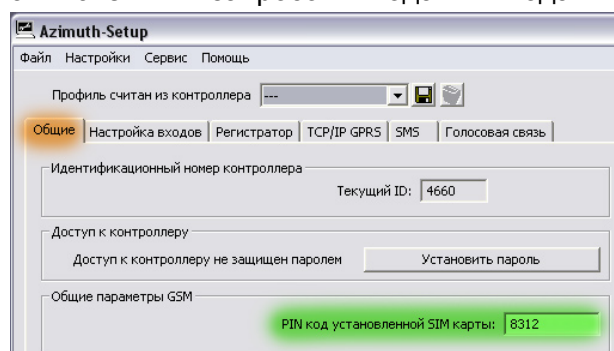 Azimuth-Setup
Файл Настройки Сервис Помощь
Профиль считан из контроллера ---
Общие Настройка входов Регистратор TCP/IP GPRS SMS Голосовая связь
Идентификационный номер контроллера
Текущий ID: 4660
Доступ к контроллеру
Доступ к контроллеру не защищен паролем Установить пароль
Общие параметры GSM
PIN код установленной SIM карты: 8312